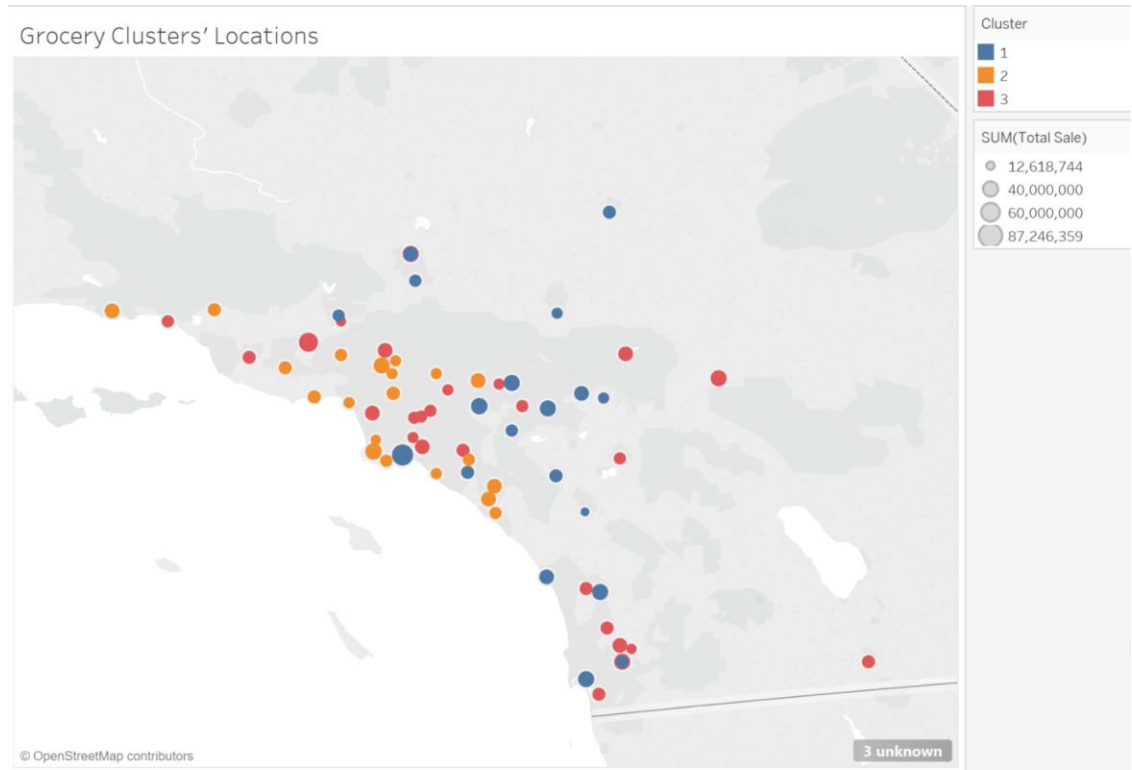 Grocery Clusters' Locations
Cluster
1
2
3
SUM(Total Sale)
12,618,744
40,000,000
60,000,000
87,246,359
© OpenStreetMap contributors
3 unknown